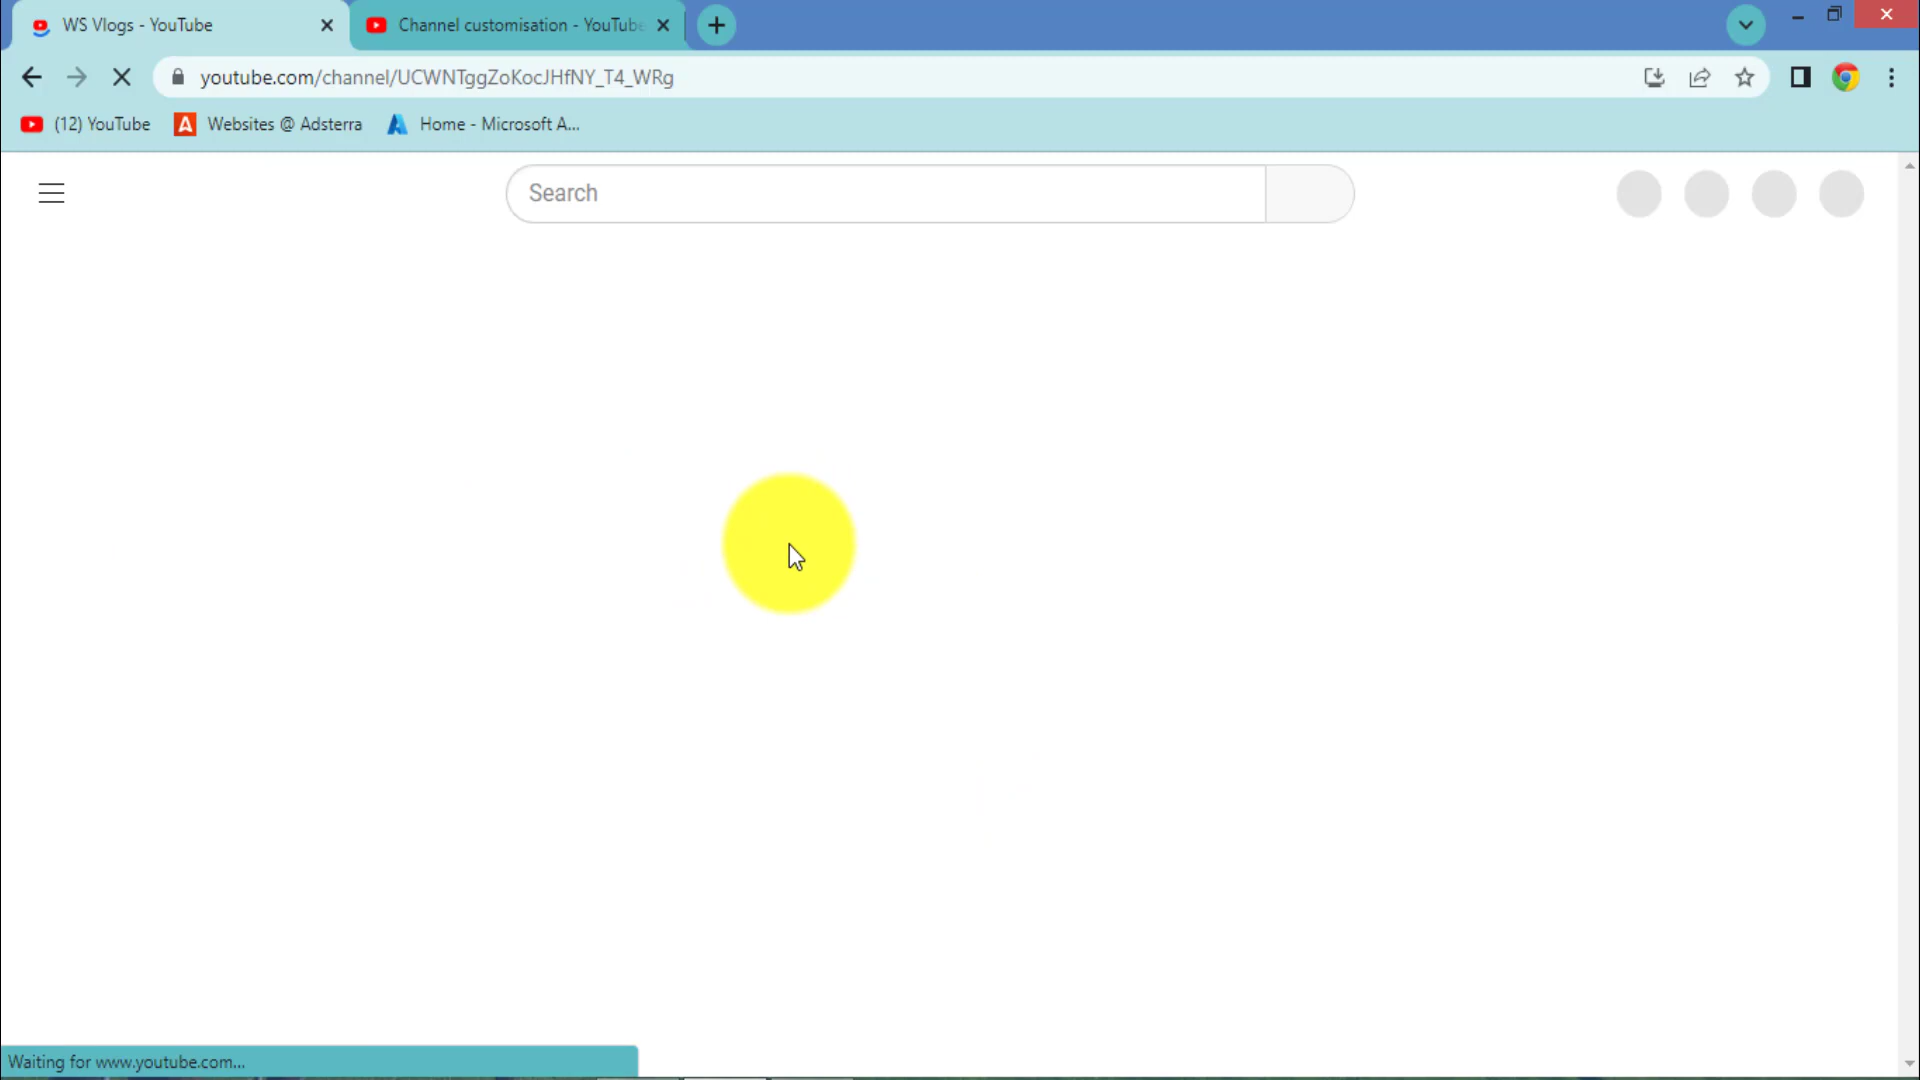 WS Vlogs - YouTube
Channel customisation - YouTube
youtube.com/channel/UCWNTggZoKocJHfNY_T4_WRg
(12) YouTube
Websites @ Adsterra
Home - Microsoft A...
Search
Waiting for www.youtube.com...